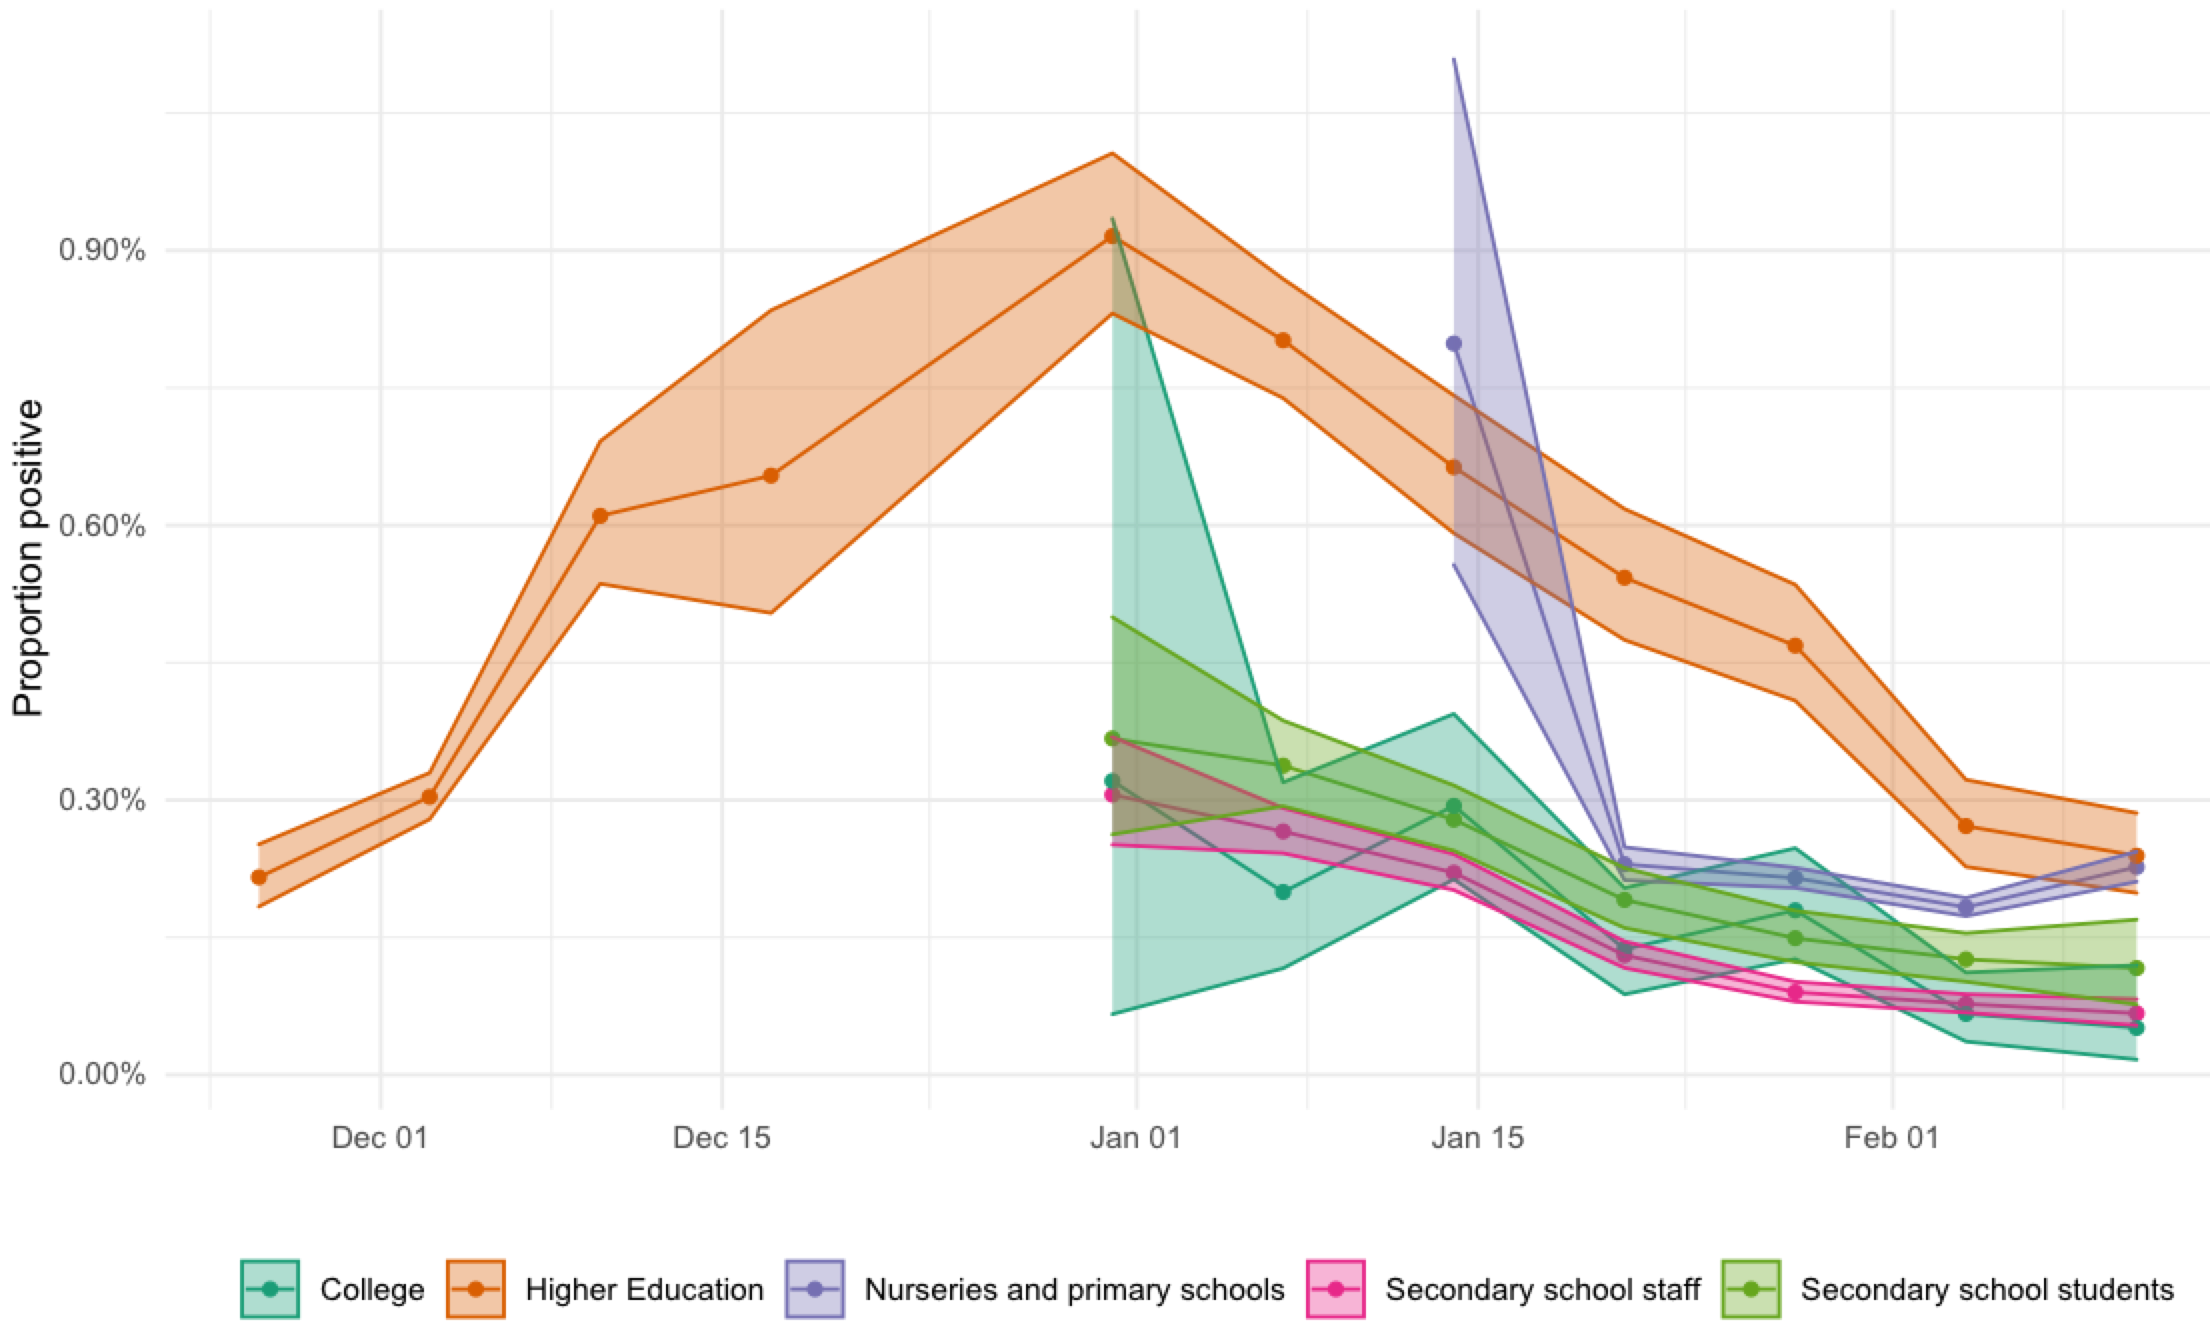 Proportion positive
0.90%
0.60%
0.30%
0.00%
Dec 01
Dec 15
Jan 01
Jan 15
Feb 01
College
Higher Education
Nurseries and primary schools
Secondary school staff
Secondary school students